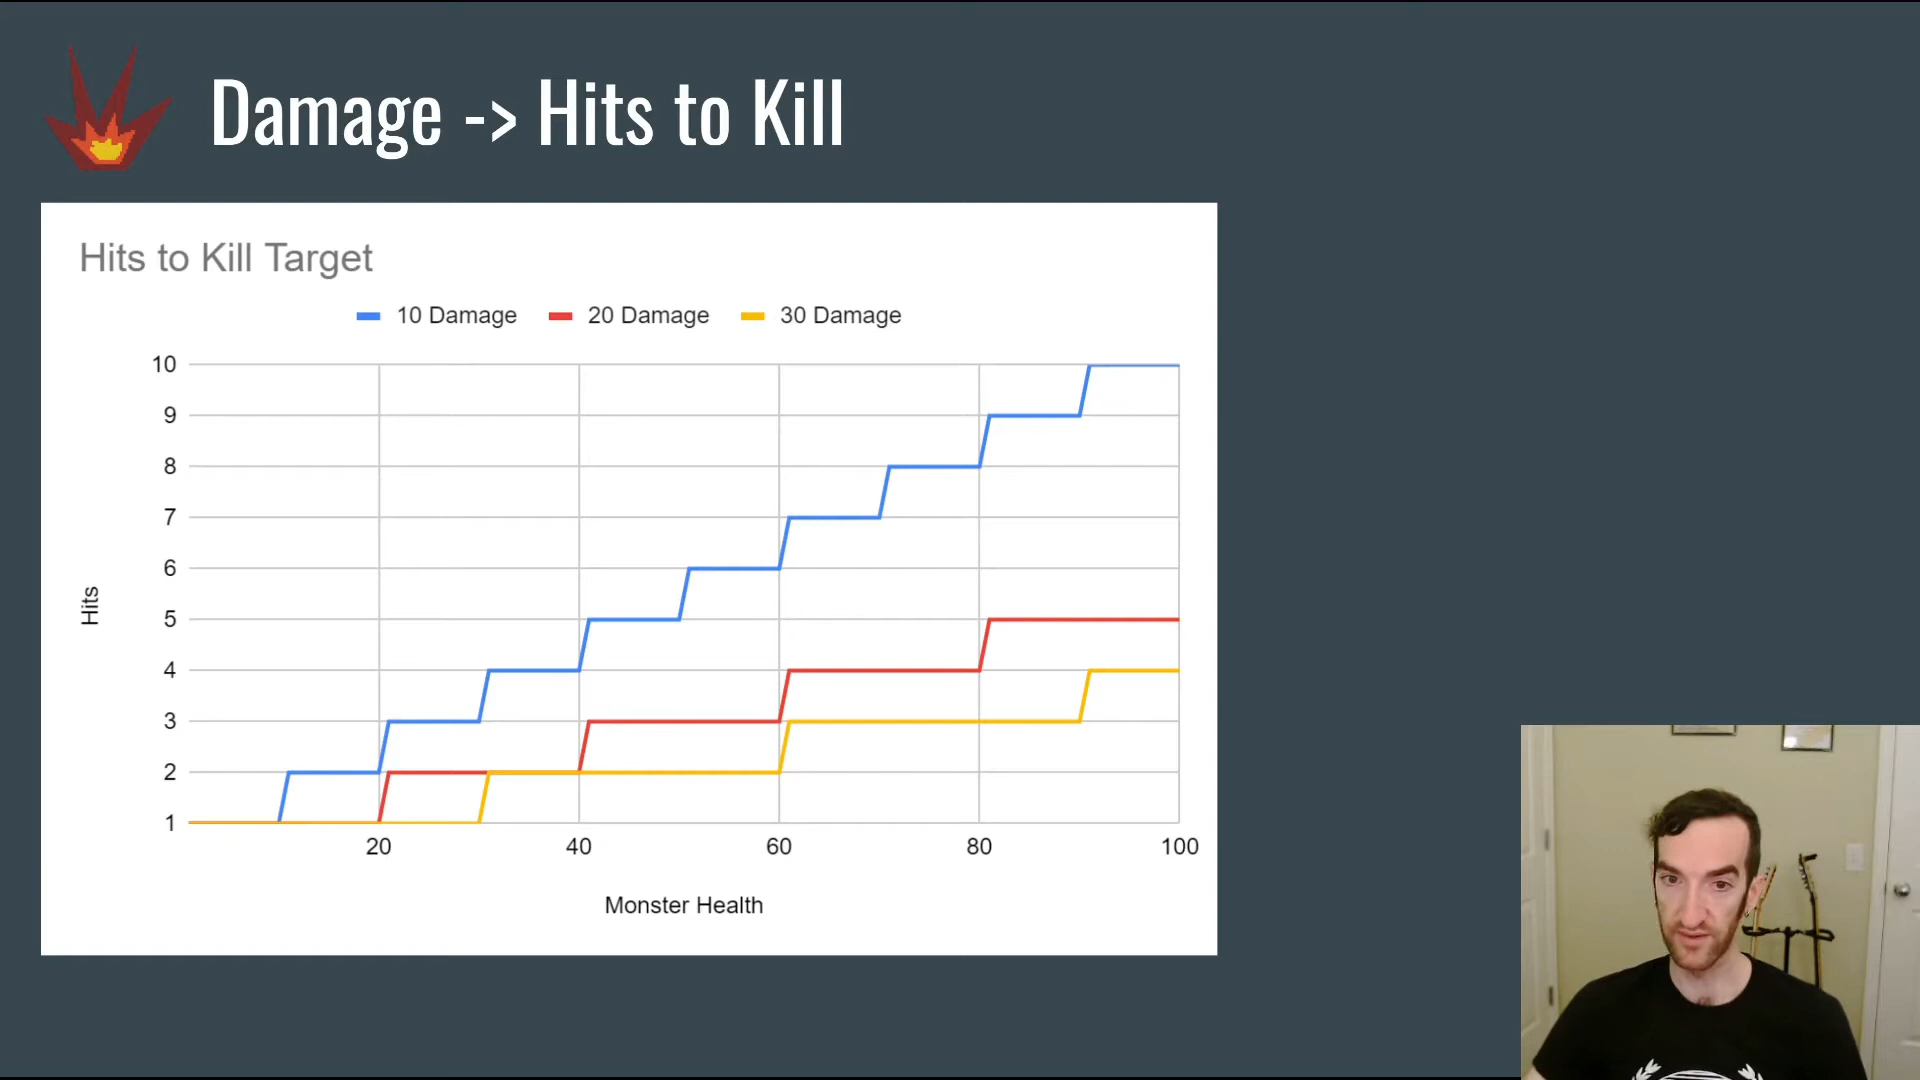 Damage -> Hits to Kill
Hits to Kill Target
10 Damage 20 Damage 30 Damage
10
9
8
7
6
5
4
3
2
1
Hits
20 40 60 80 100
Monster Health